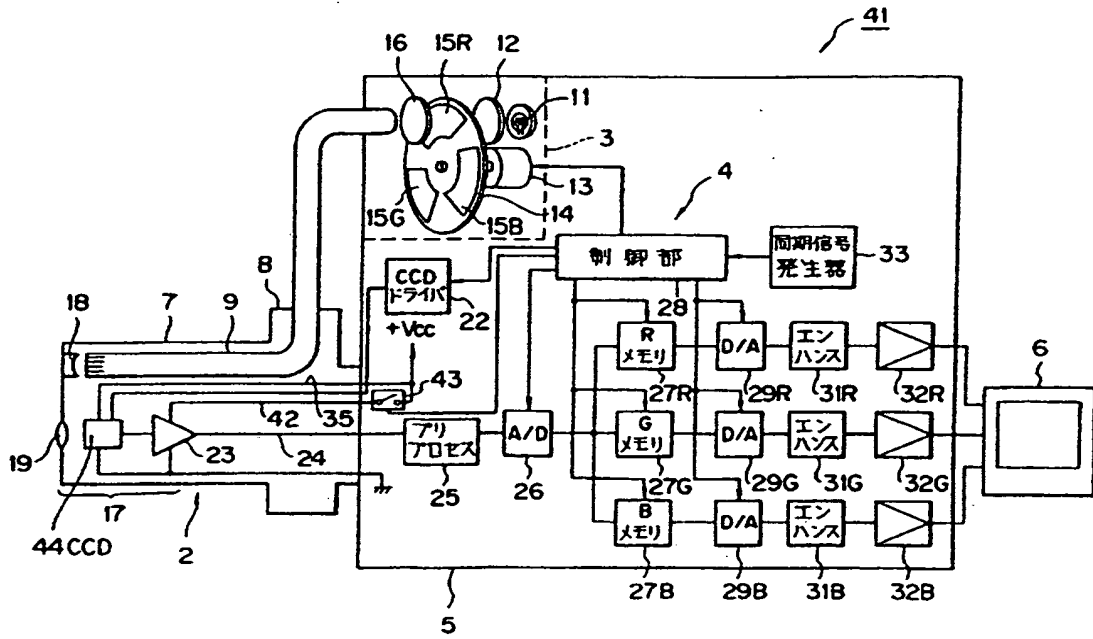 41
16
15R
12
11
3
13
14
15G
15B
4
制御部
28
同期信号
発生器
33
CCD
ドライバ
22
+Vcc
8
18
7
9
43
35
42
19
23
24
17
2
44CCD
プリ
プロセス
25
A/D
26
R
メモリ
27R
D/A
29R
エン
ハンス
31R
32R
G
メモリ
27G
D/A
29G
エン
ハンス
31G
32G
B
メモリ
27B
D/A
29B
エン
ハンス
31B
32B
6
5